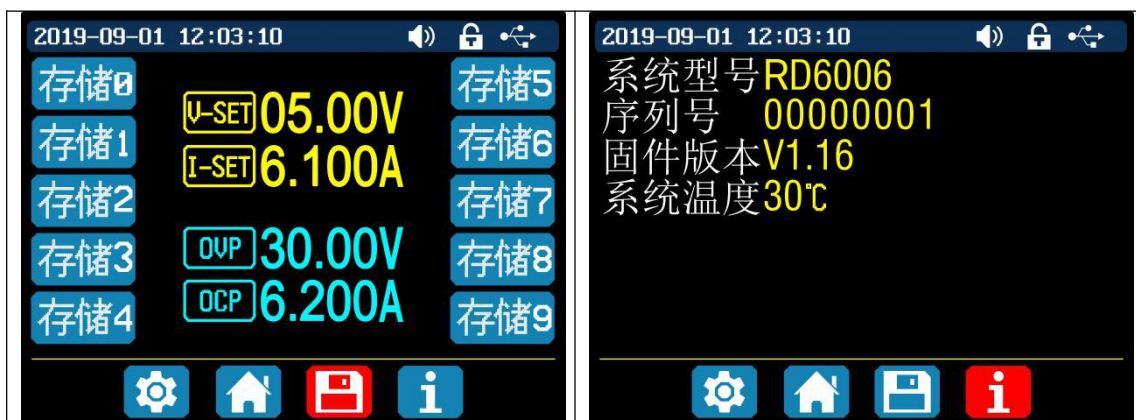 2019-09-01 12:03:10
存储0
存储1
存储2
存储3
存储4
V-SET 05.00V
I-SET 6.100A
OVP 30.00V
OCP 6.200A
存储5
存储6
存储7
存储8
存储9
i
2019-09-01 12:03:10
系统型号RD6006
序列号 00000001
固件版本V1.16
系统温度30℃
i